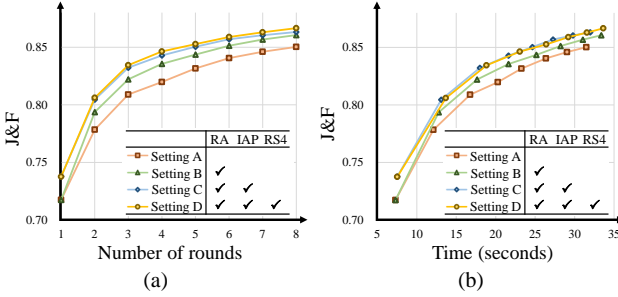 J&F
0.85
0.80
0.75
0.70
RA IAP RS4
Setting A
Setting B ✓
Setting C ✓ ✓
Setting D ✓ ✓ ✓
1 2 3 4 5 6 7 8
Number of rounds
(a)
J&F
0.85
0.80
0.75
0.70
RA IAP RS4
Setting A
Setting B ✓
Setting C ✓ ✓
Setting D ✓ ✓ ✓
5 10 15 20 25 30 35
Time (seconds)
(b)